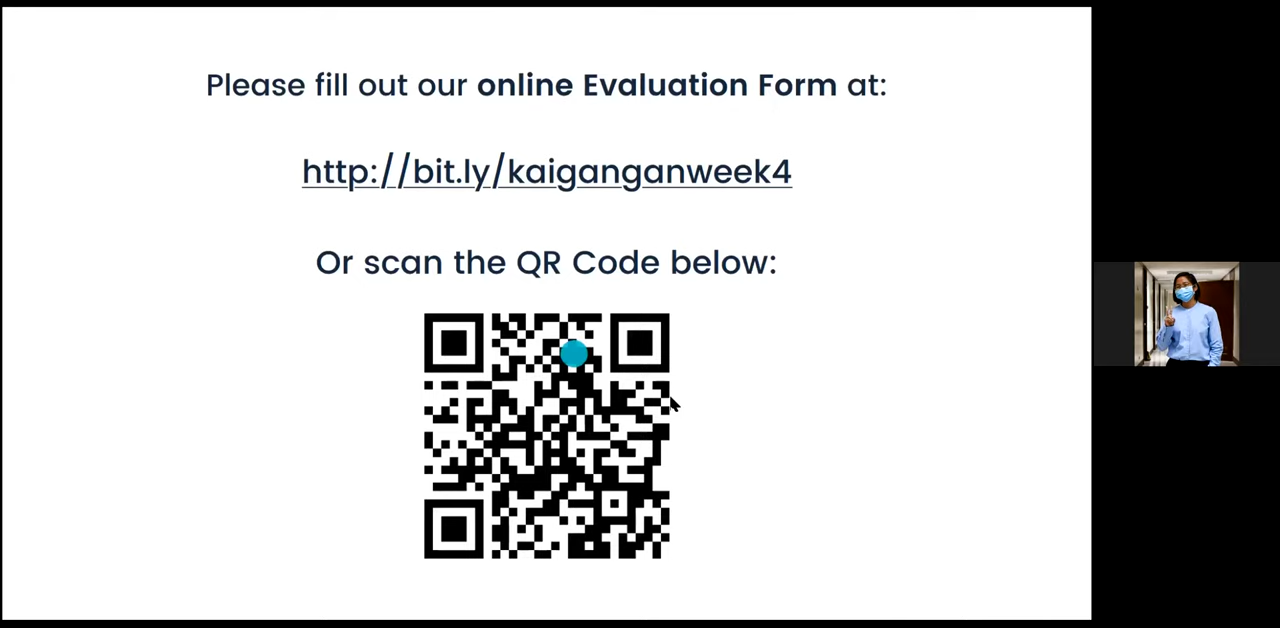 Please fill out our online Evaluation Form at:
http://bit.ly/kaiganganweek4
Or scan the QR Code below: